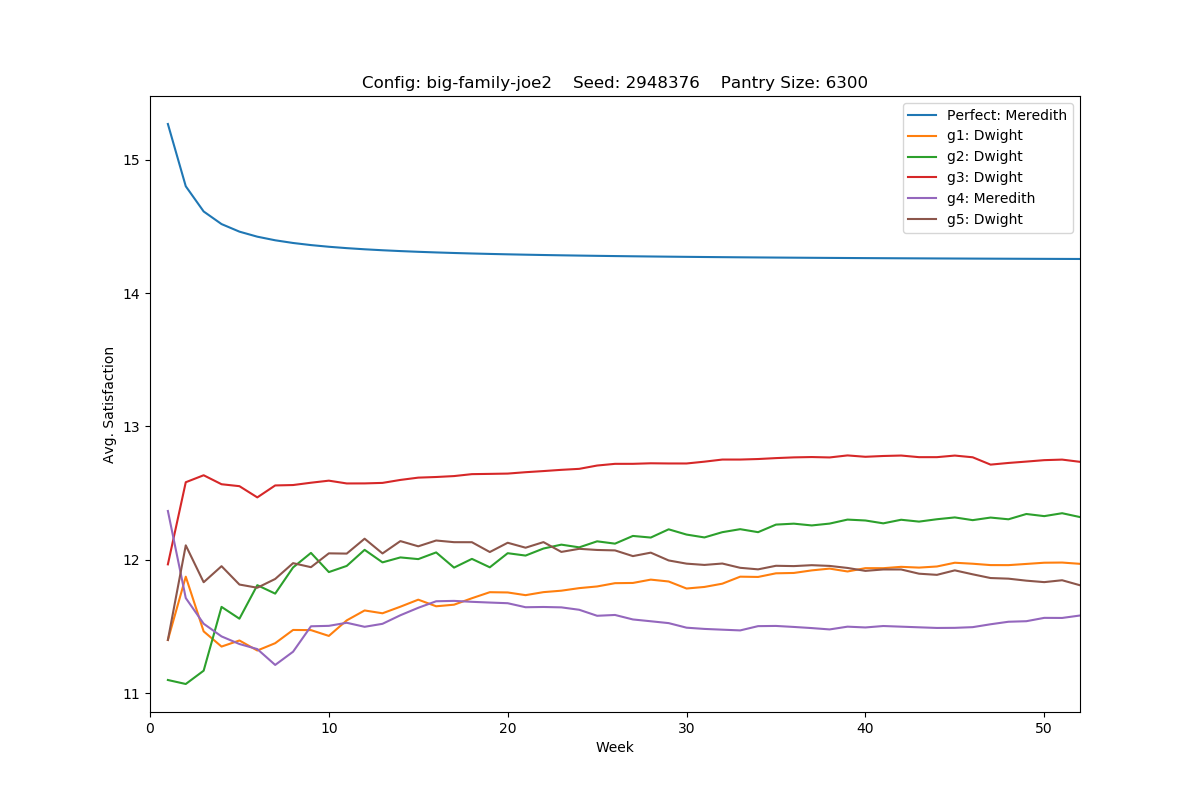 Config: big-family-joe2    Seed: 2948376    Pantry Size: 6300
Perfect: Meredith
g1: Dwight
g2: Dwight
g3: Dwight
g4: Meredith
g5: Dwight
15
14
13
12
11
Avg. Satisfaction
0 10 20 30 40 50
Week